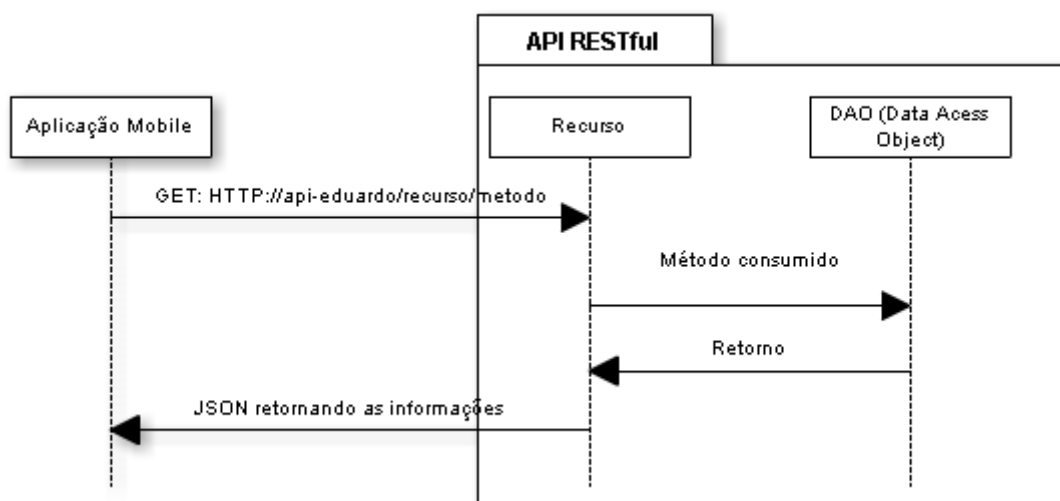 API RESTful
Aplicação Mobile
Recurso
DAO (Data Acess
Object)
GET: HTTP://api-eduardo/recurso/metodo
Método consumido
Retorno
JSON retornando as informações